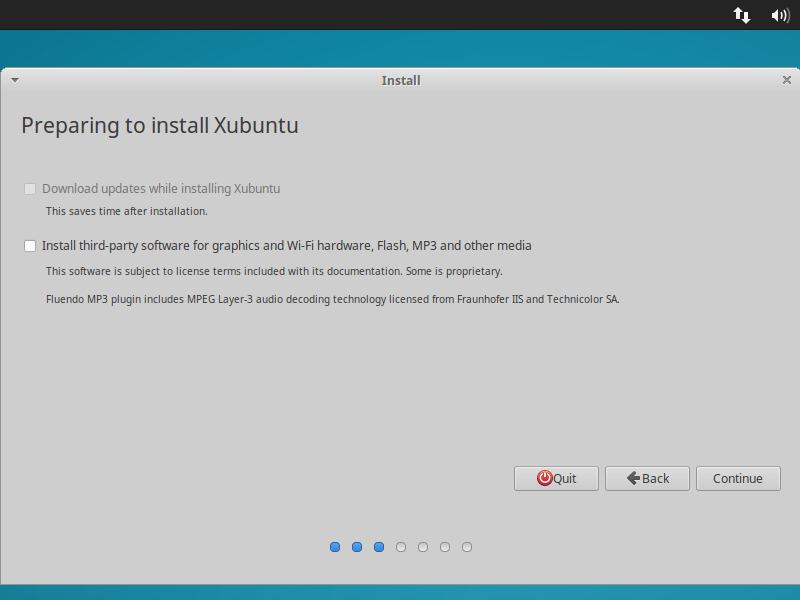 Install
Preparing to install Xubuntu
Download updates while installing Xubuntu
This saves time after installation.
Install third-party software for graphics and Wi-Fi hardware, Flash, MP3 and other media
This software is subject to license terms included with its documentation. Some is proprietary.
Fluendo MP3 plugin includes MPEG Layer-3 audio decoding technology licensed from Fraunhofer IIS and Technicolor SA.
Quit Back Continue